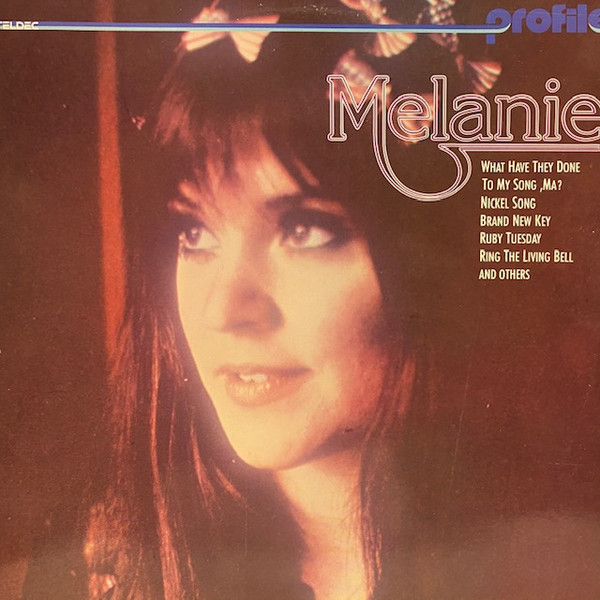 TELDEC
profile
Melanie
WHAT HAVE THEY DONE
TO MY SONG ,MA?
NICKEL SONG
BRAND NEW KEY
RUBY TUESDAY
RING THE LIVING BELL
AND OTHERS